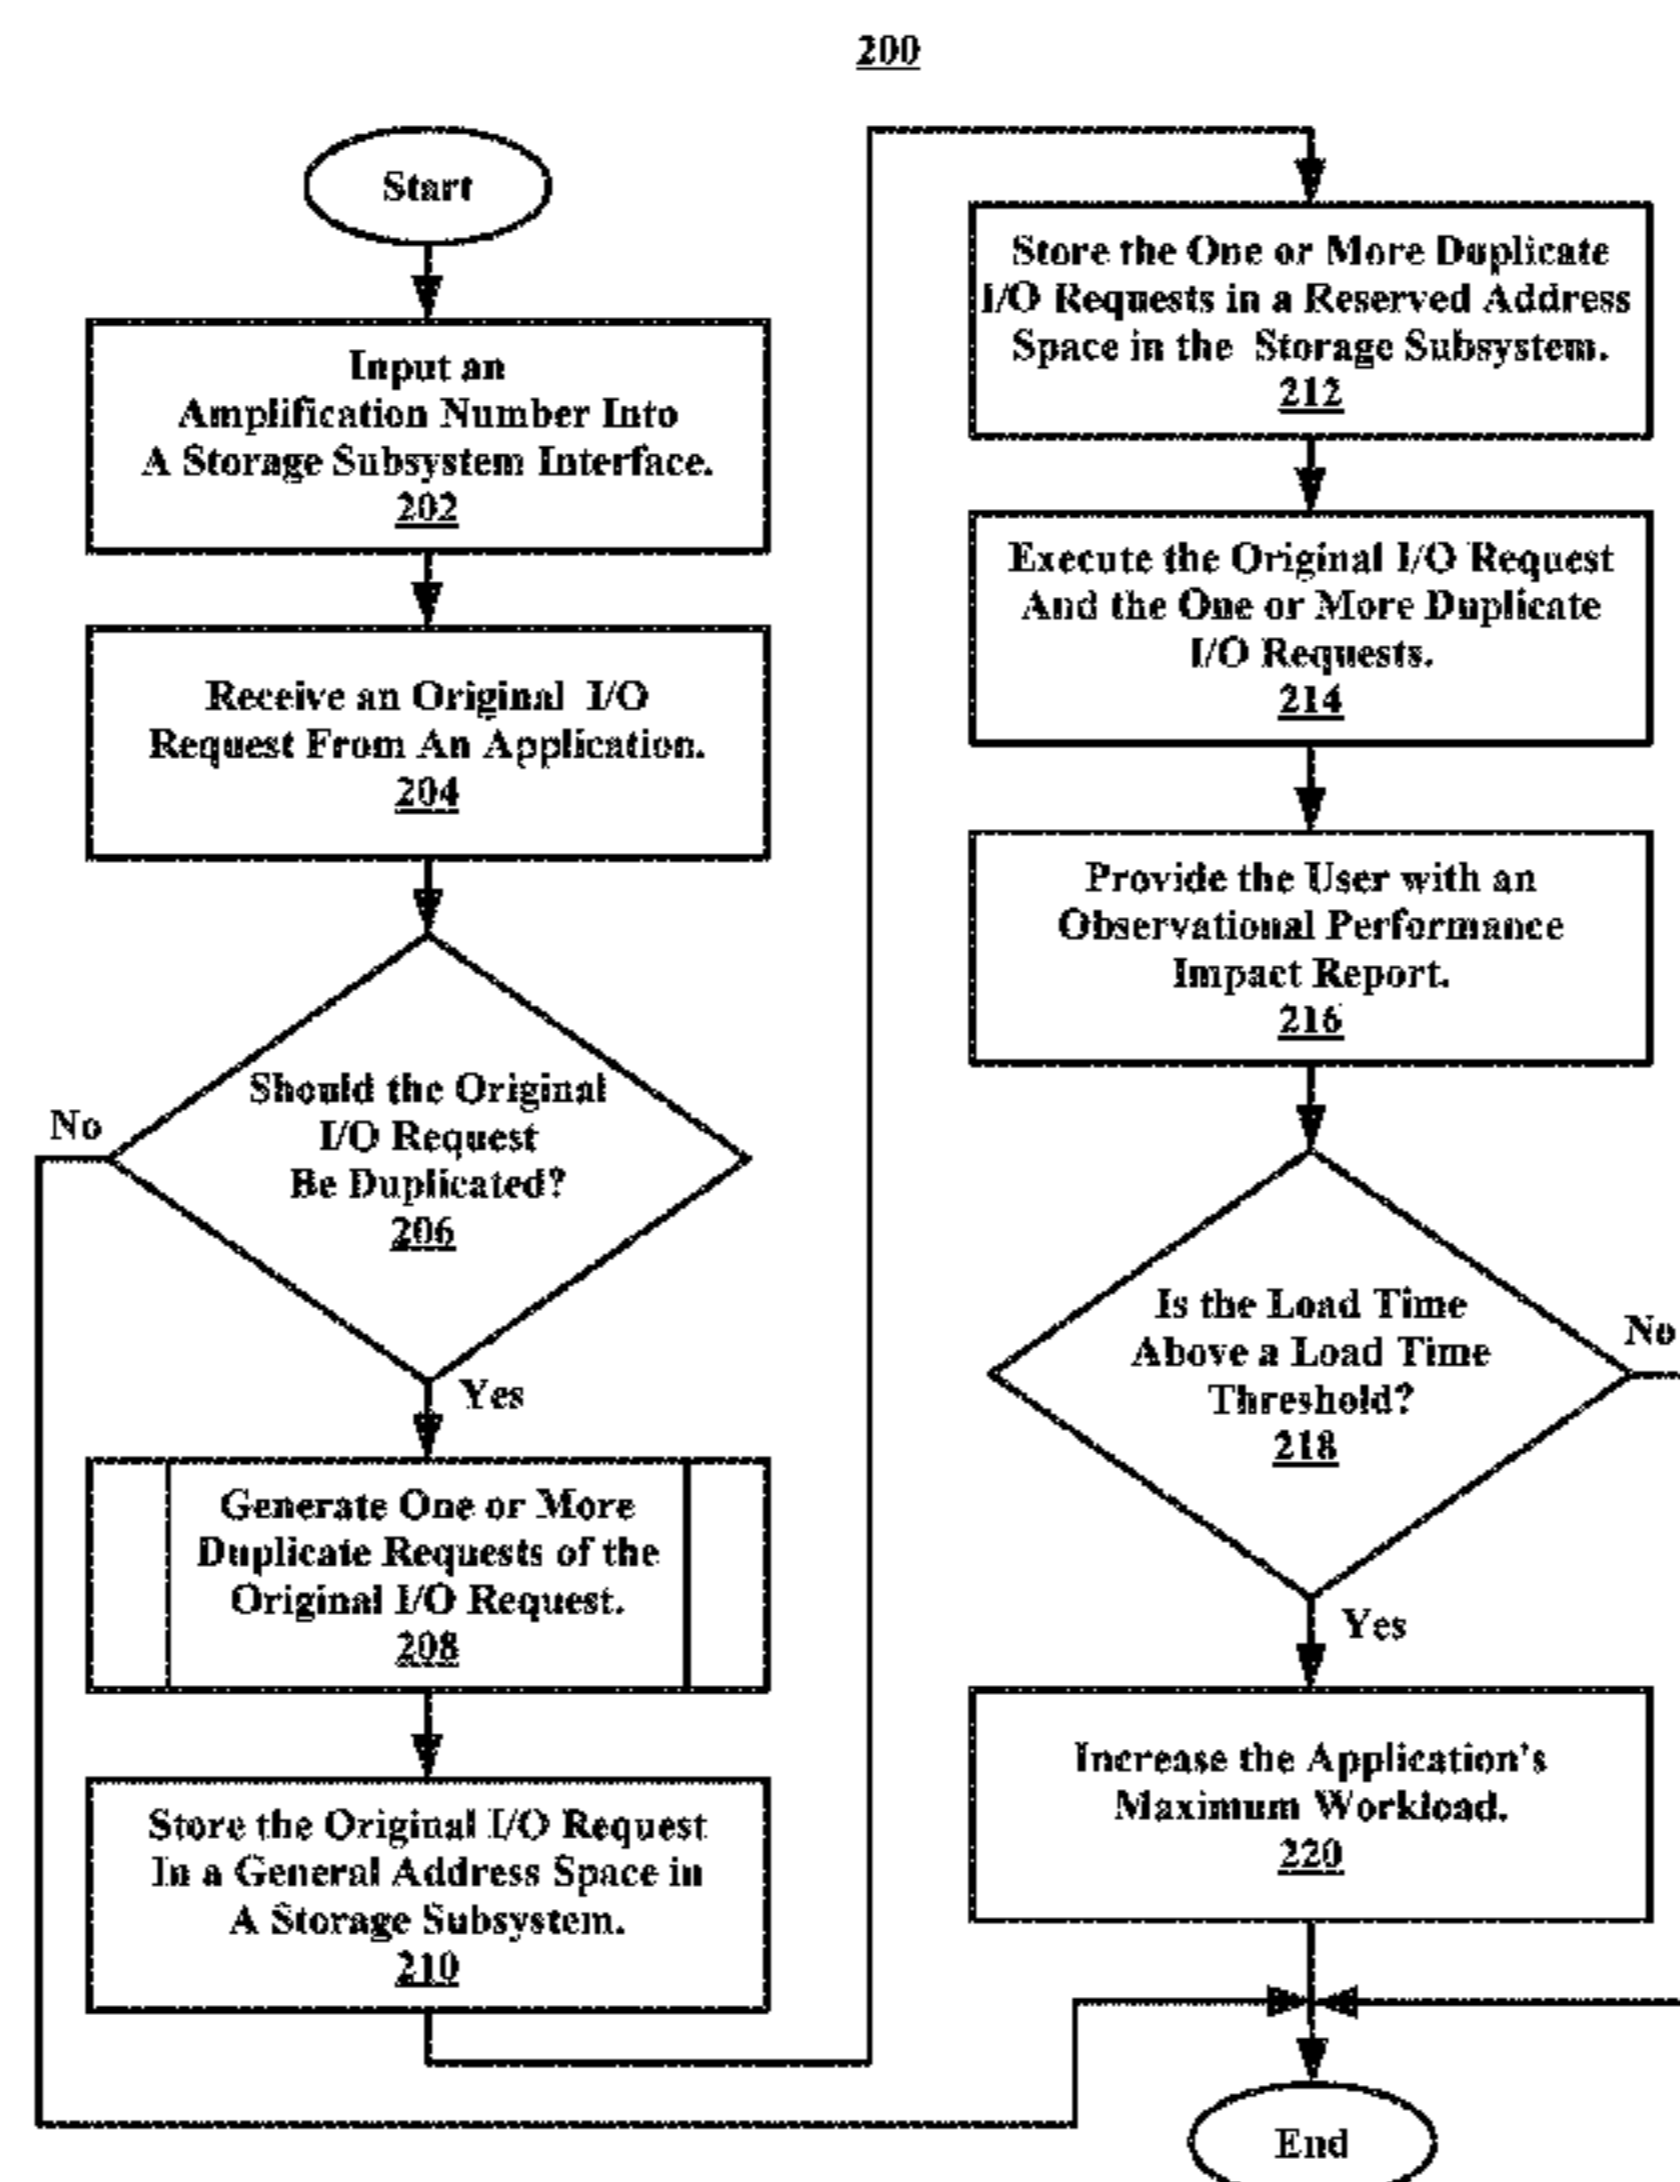 200
Start
Input an
Amplification Number Into
A Storage Subsystem Interface.
202
Receive an Original I/O
Request From An Application.
204
Should the Original
I/O Request
Be Duplicated?
206
No
Yes
Generate One or More
Duplicate Requests of the
Original I/O Request.
208
Store the Original I/O Request
In a General Address Space in
A Storage Subsystem.
210
Store the One or More Duplicate
I/O Requests in a Reserved Address
Space in the Storage Subsystem.
212
Execute the Original I/O Request
And the One or More Duplicate
I/O Requests.
214
Provide the User with an
Observational Performance
Impact Report.
216
Is the Load Time
Above a Load Time
Threshold?
218
No
Yes
Increase the Application's
Maximum Workload.
220
End